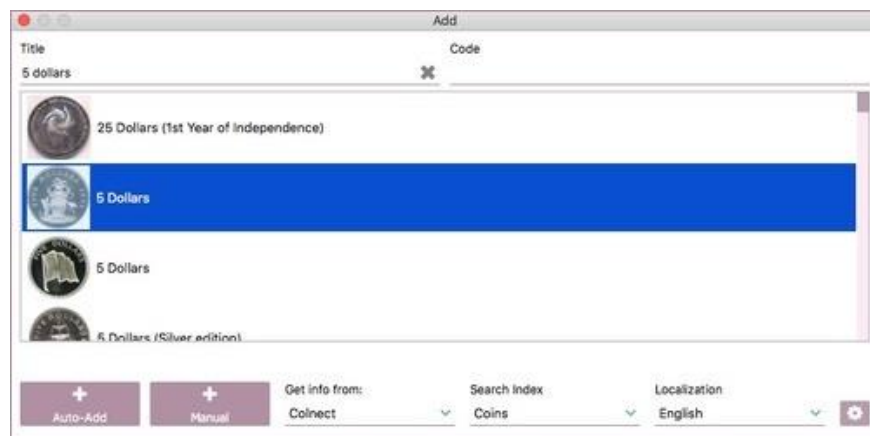 Add
Title
Code
5 dollars
25 Dollars (1st Year of Independence)
5 Dollars
5 Dollars
5 Dollars (Silver edition)
Get info from:
Search Index
Localization
Auto-Add
Manual
Colnect
Coins
English